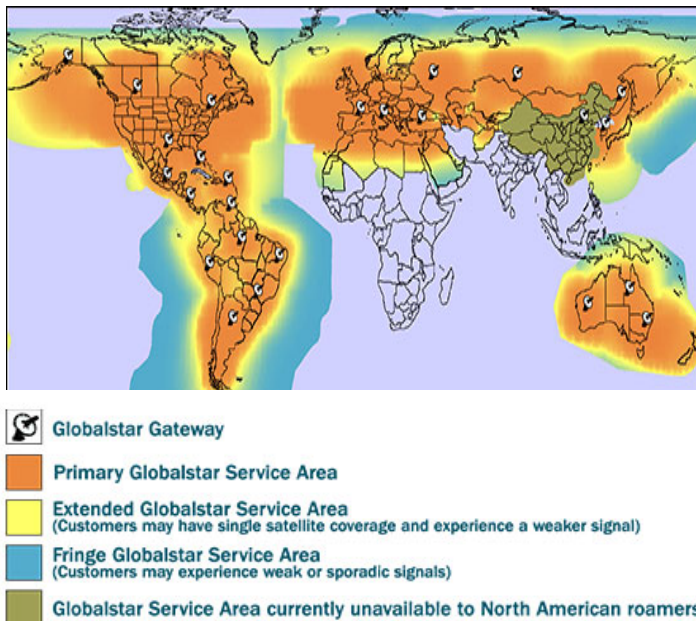 Globalstar Gateway
Primary Globalstar Service Area
Extended Globalstar Service Area
(Customers may have single satellite coverage and experience a weaker signal)
Fringe Globalstar Service Area
(Customers may experience weak or sporadic signals)
Globalstar Service Area currently unavailable to North American roamers